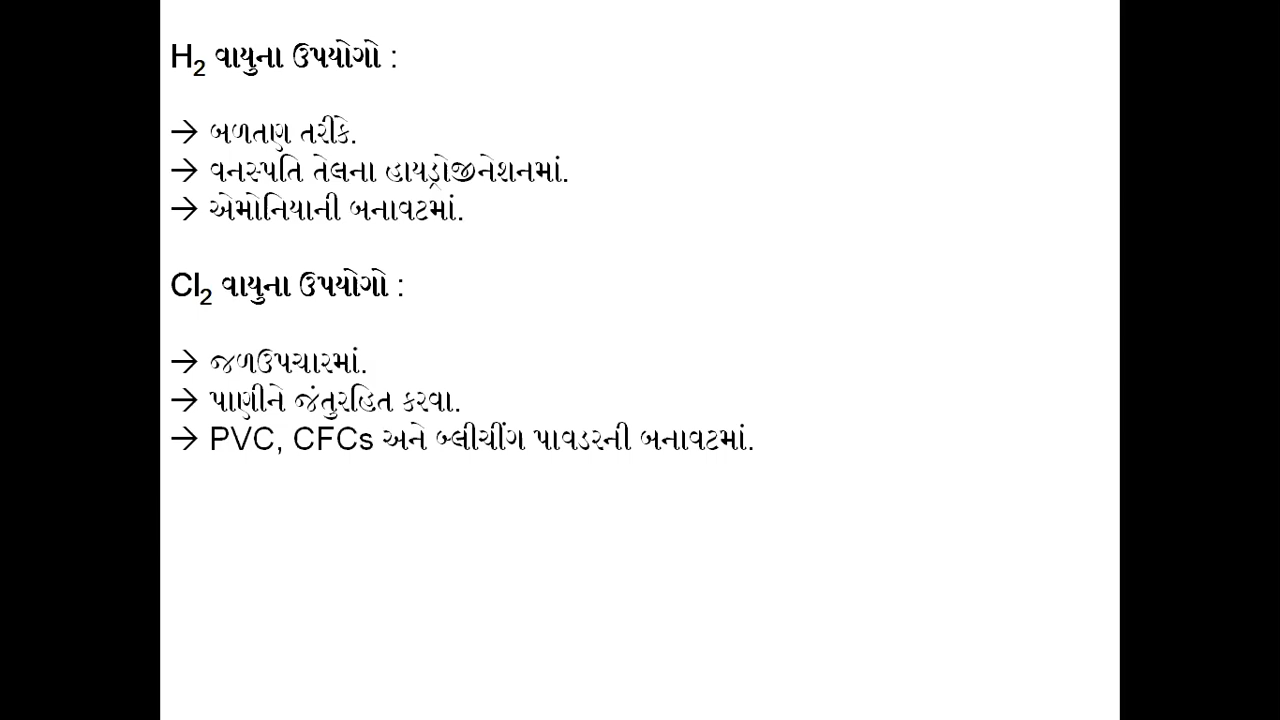 H₂ વાયુના ઉપયોગો :
→ બળતણ તરીકે.
→ વનસ્પતિ તેલના હાયડ્રોજીનેશનમાં.
→ એમોનિયાની બનાવટમાં.
Cl₂ વાયુના ઉપયોગો :
→ જળઉપચારમાં.
→ પાણીને જંતુરહિત કરવા.
→ PVC, CFCs અને બ્લીચીંગ પાવડરની બનાવટમાં.